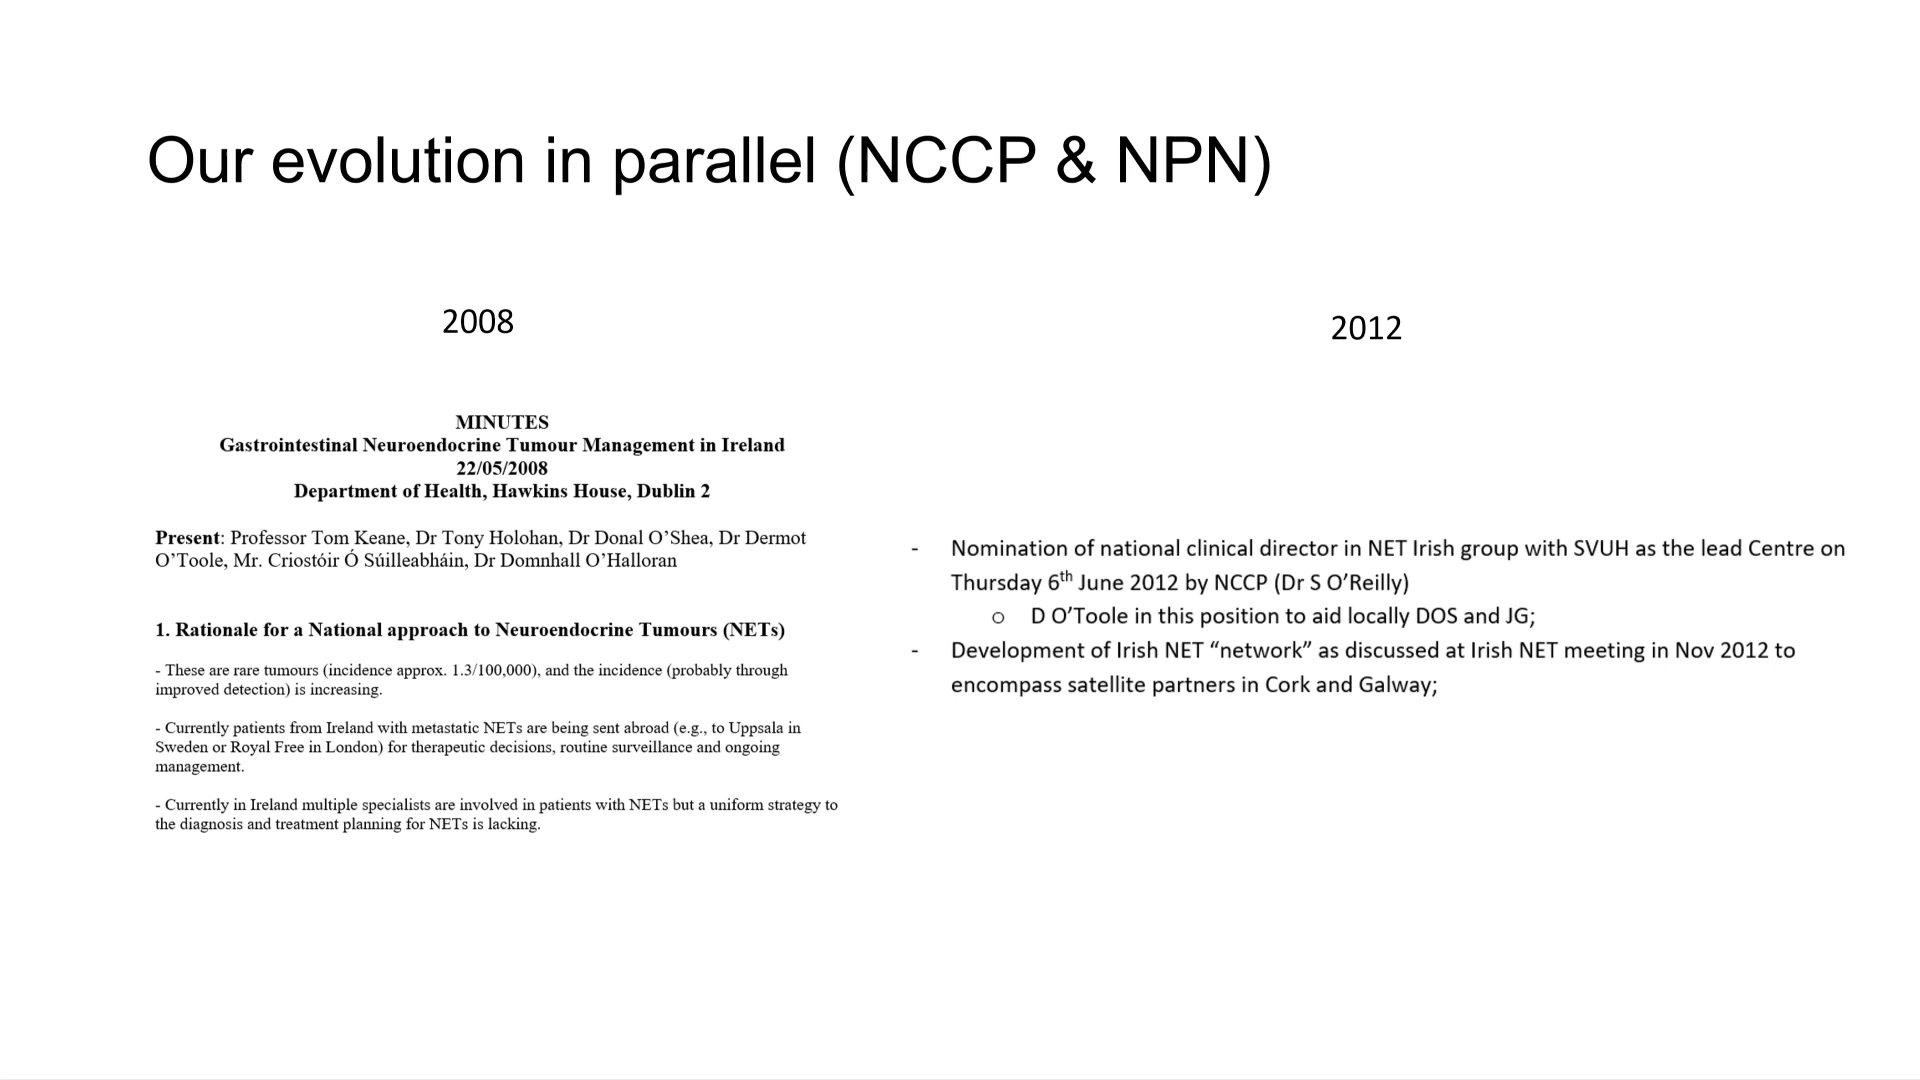 Our evolution in parallel (NCCP & NPN)
2008
MINUTES
Gastrointestinal Neuroendocrine Tumour Management in Ireland
22/05/2008
Department of Health, Hawkins House, Dublin 2
Present: Professor Tom Keane, Dr Tony Holohan, Dr Donal O’Shea, Dr Dermot
O’Toole, Mr. Criostóir Ó Súilleabháin, Dr Domnhall O’Halloran
1. Rationale for a National approach to Neuroendocrine Tumours (NETs)
- These are rare tumours (incidence approx. 1.3/100,000), and the incidence (probably through
improved detection) is increasing.
- Currently patients from Ireland with metastatic NETs are being sent abroad (e.g., to Uppsala in
Sweden or Royal Free in London) for therapeutic decisions, routine surveillance and ongoing
management.
- Currently in Ireland multiple specialists are involved in patients with NETs but a uniform strategy to
the diagnosis and treatment planning for NETs is lacking.
2012
- Nomination of national clinical director in NET Irish group with SVUH as the lead Centre on
Thursday 6th June 2012 by NCCP (Dr S O’Reilly)
o D O’Toole in this position to aid locally DOS and JG;
- Development of Irish NET “network” as discussed at Irish NET meeting in Nov 2012 to
encompass satellite partners in Cork and Galway;